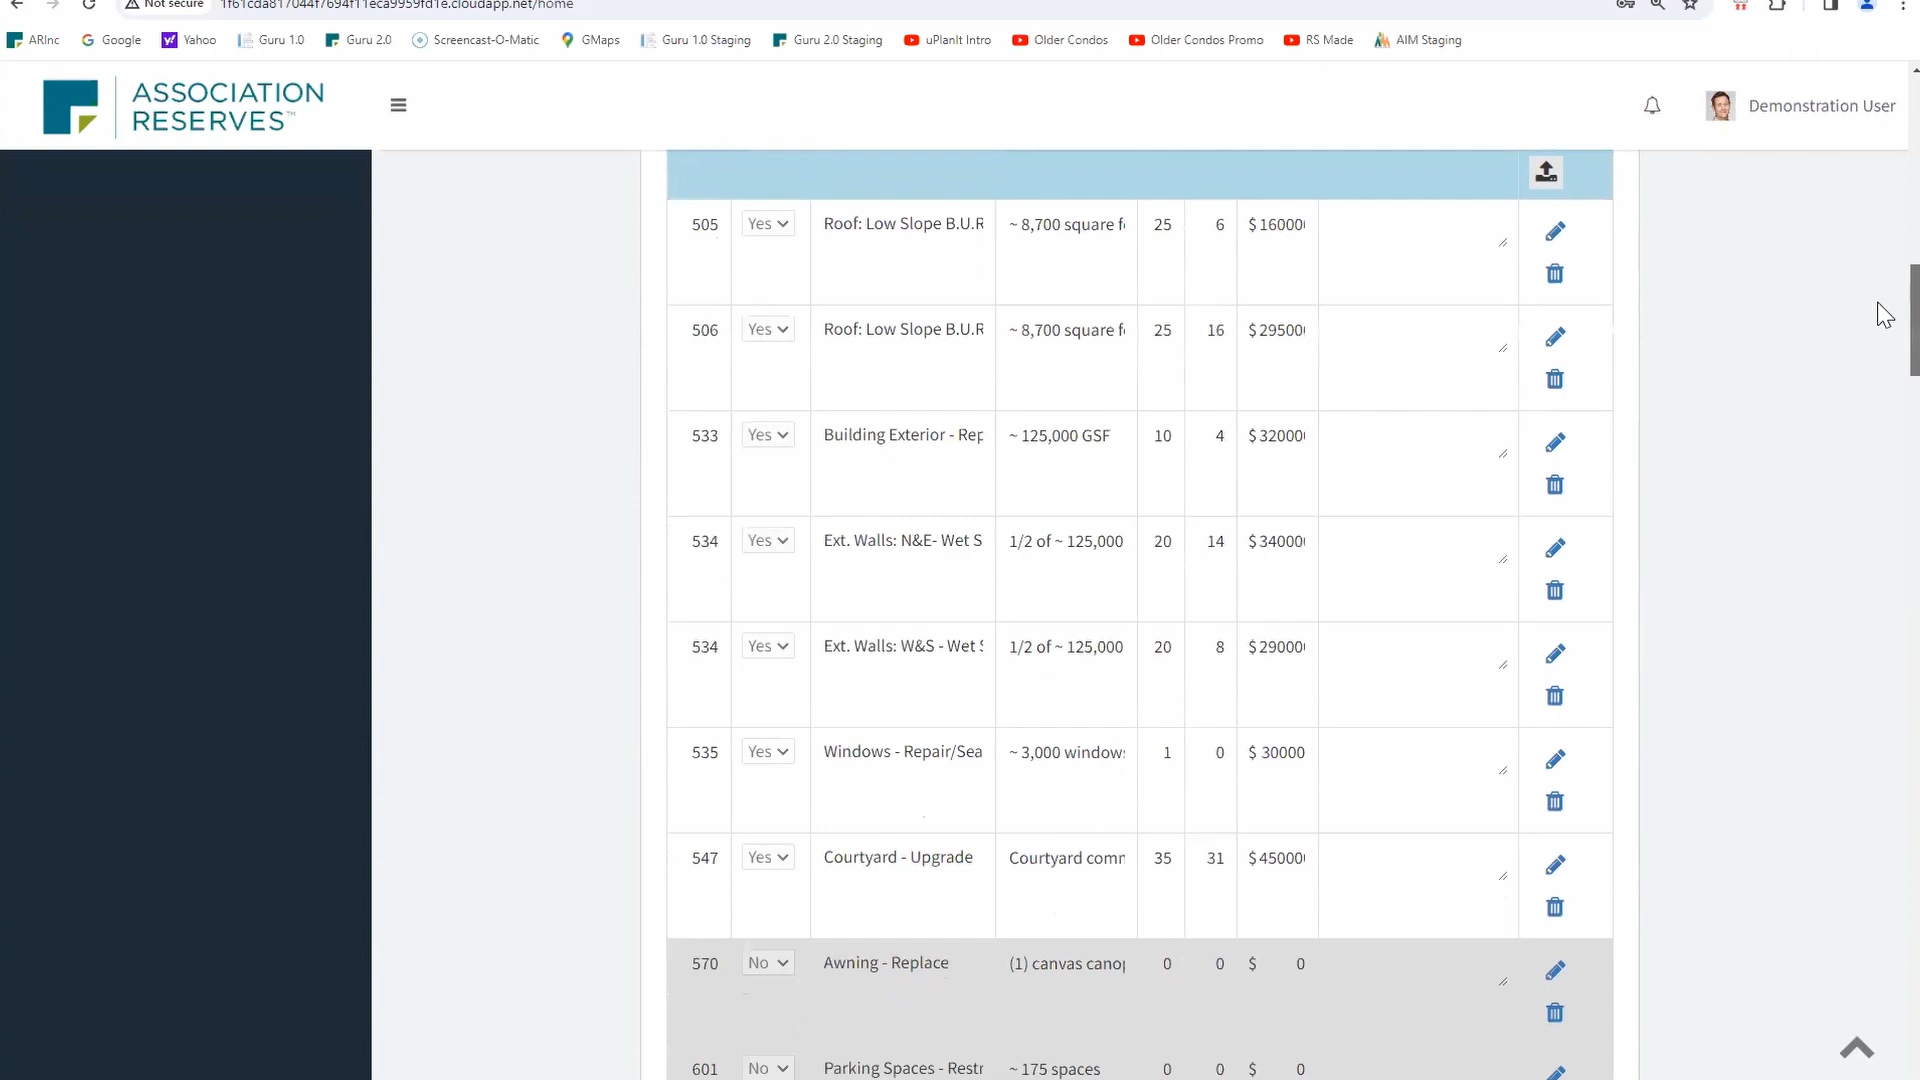 Not secure 1f61cda817044f7694f11eca9959fd1e.cloudapp.net/home
ARInc Google Yahoo Guru 1.0 Guru 2.0 Screencast-O-Matic GMaps Guru 1.0 Staging Guru 2.0 Staging uPlanIt Intro Older Condos Older Condos Promo RS Made AIM Staging
ASSOCIATION
RESERVES™
Demonstration User
505 Yes Roof: Low Slope B.U.R ~ 8,700 square f 25 6 $ 16000
506 Yes Roof: Low Slope B.U.R ~ 8,700 square f 25 16 $ 29500
533 Yes Building Exterior - Rep ~ 125,000 GSF 10 4 $ 32000
534 Yes Ext. Walls: N&E- Wet S 1/2 of ~ 125,000 20 14 $ 34000
534 Yes Ext. Walls: W&S - Wet S 1/2 of ~ 125,000 20 8 $ 29000
535 Yes Windows - Repair/Sea ~ 3,000 windows 1 0 $ 30000
547 Yes Courtyard - Upgrade Courtyard comm 35 31 $ 45000
570 No Awning - Replace (1) canvas canop 0 0 $ 0
601 No Parking Spaces - Restr ~ 175 spaces 0 0 $ 0